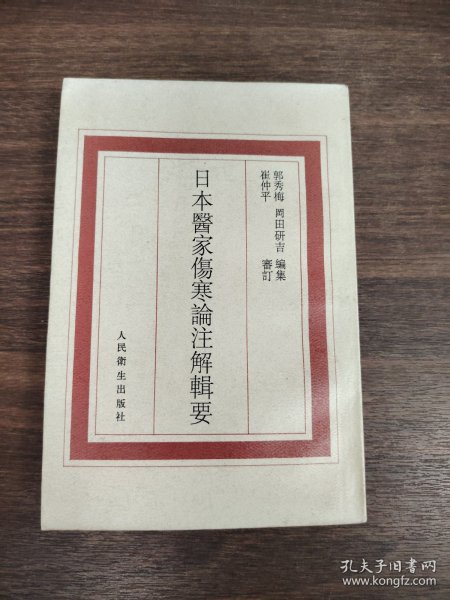 郭秀梅 岡田研吉 編集
崔仲平 審訂
日本醫家傷寒論注解輯要
人民衛生出版社
孔夫子旧书网
www.kongfz.com